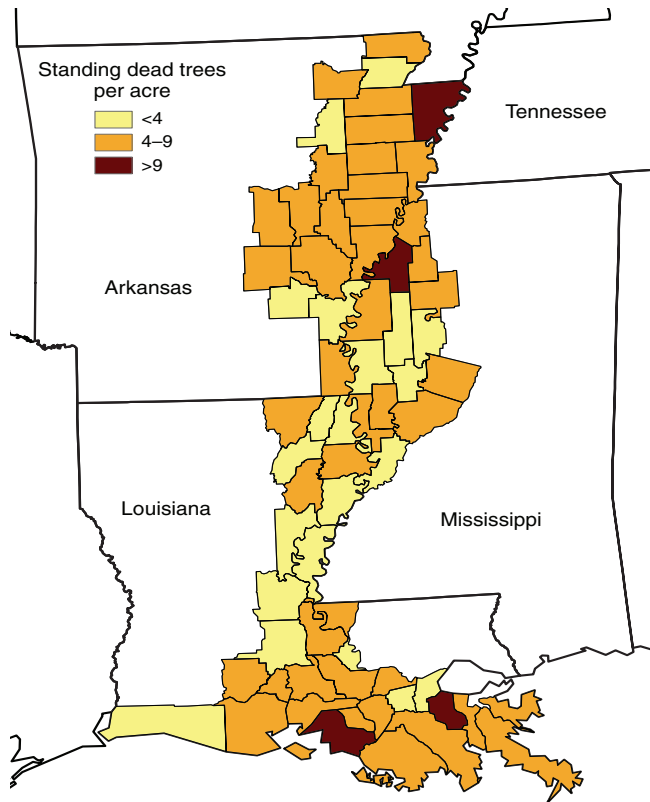 Standing dead trees
per acre
<4
4–9
>9
Tennessee
Arkansas
Louisiana
Mississippi